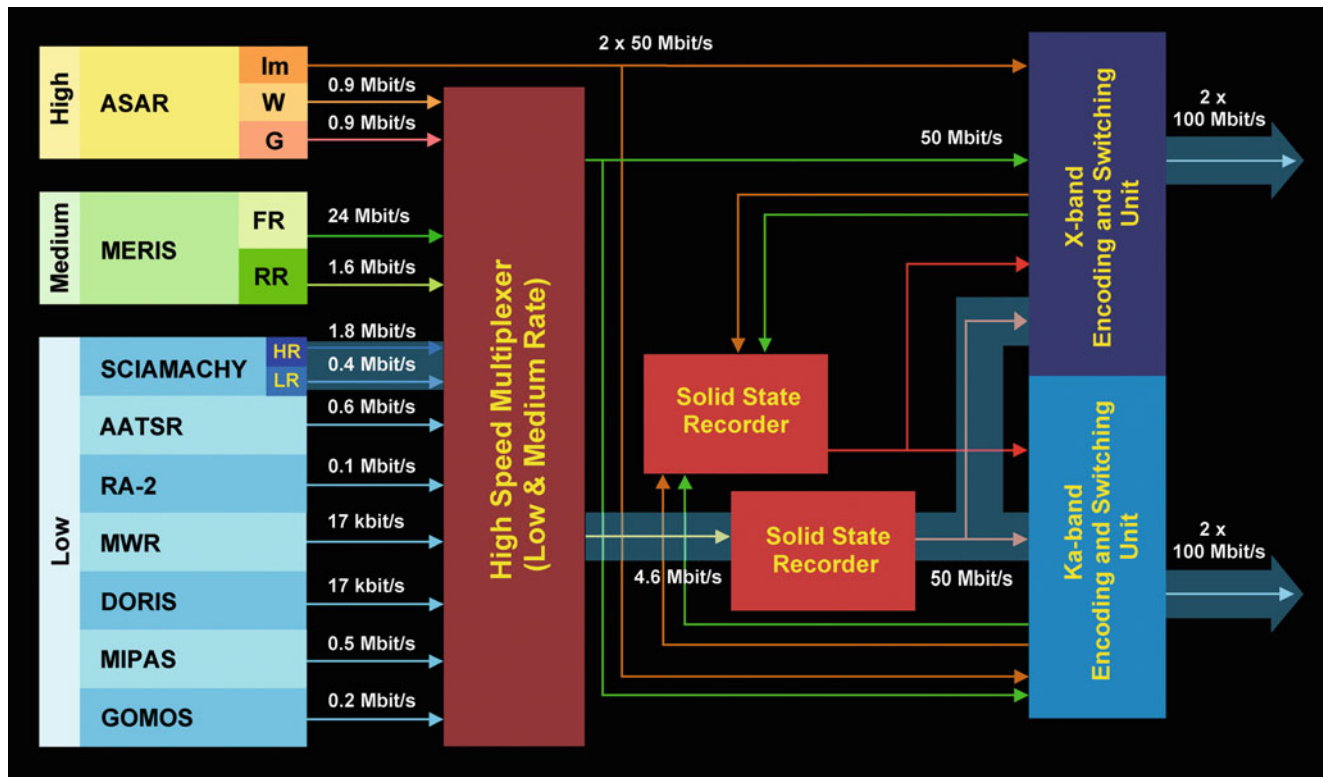 High
ASAR
Im
W
G
0.9 Mbit/s
0.9 Mbit/s
2 x 50 Mbit/s
Medium
MERIS
FR
RR
24 Mbit/s
1.6 Mbit/s
Low
SCIAMACHY
HR
LR
1.8 Mbit/s
0.4 Mbit/s
AATSR
0.6 Mbit/s
RA-2
0.1 Mbit/s
MWR
17 kbit/s
DORIS
17 kbit/s
MIPAS
0.5 Mbit/s
GOMOS
0.2 Mbit/s
High Speed Multiplexer
(Low & Medium Rate)
50 Mbit/s
Solid State
Recorder
4.6 Mbit/s
Solid State
Recorder
50 Mbit/s
X-band
Encoding and Switching
Unit
Ka-band
Encoding and Switching
Unit
2 x
100 Mbit/s
2 x
100 Mbit/s